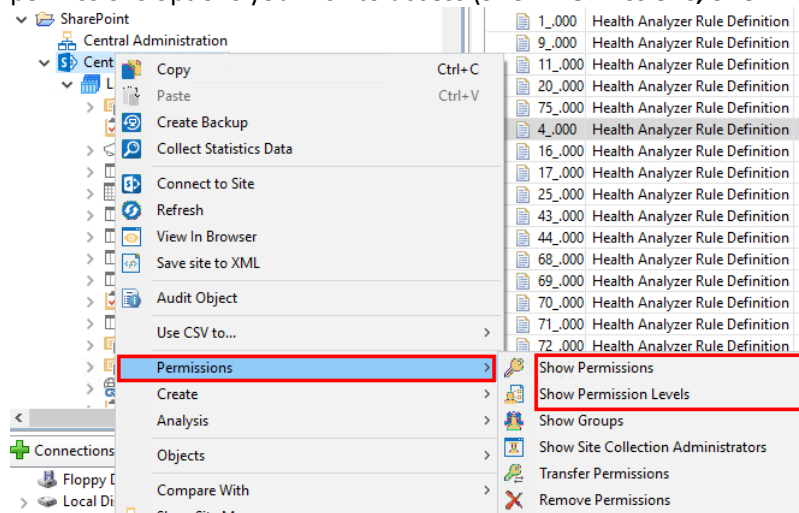 SharePoint
Central Administration
Cent
L
Copy Ctrl+C
Paste Ctrl+V
Create Backup
Collect Statistics Data
Connect to Site
Refresh
View In Browser
Save site to XML
Audit Object
Use CSV to...
Permissions
Create
Analysis
Objects
Compare With
1_.000 Health Analyzer Rule Definition
9_.000 Health Analyzer Rule Definition
11_.000 Health Analyzer Rule Definition
20_.000 Health Analyzer Rule Definition
75_.000 Health Analyzer Rule Definition
4_.000 Health Analyzer Rule Definition
16_.000 Health Analyzer Rule Definition
17_.000 Health Analyzer Rule Definition
25_.000 Health Analyzer Rule Definition
43_.000 Health Analyzer Rule Definition
44_.000 Health Analyzer Rule Definition
68_.000 Health Analyzer Rule Definition
69_.000 Health Analyzer Rule Definition
70_.000 Health Analyzer Rule Definition
71_.000 Health Analyzer Rule Definition
72_.000 Health Analyzer Rule Definition
Show Permissions
Show Permission Levels
Show Groups
Show Site Collection Administrators
Transfer Permissions
Remove Permissions
Connections
Floppy D
Local Di